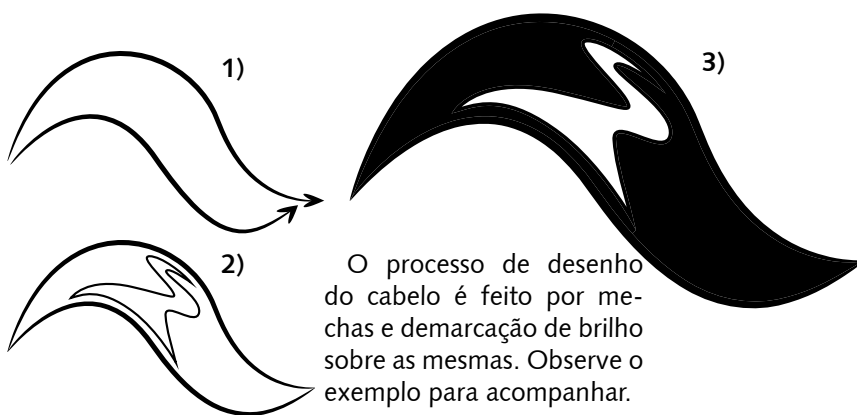 1)
2)
3)
O processo de desenho
do cabelo é feito por me-
chas e demarcação de brilho
sobre as mesmas. Observe o
exemplo para acompanhar.